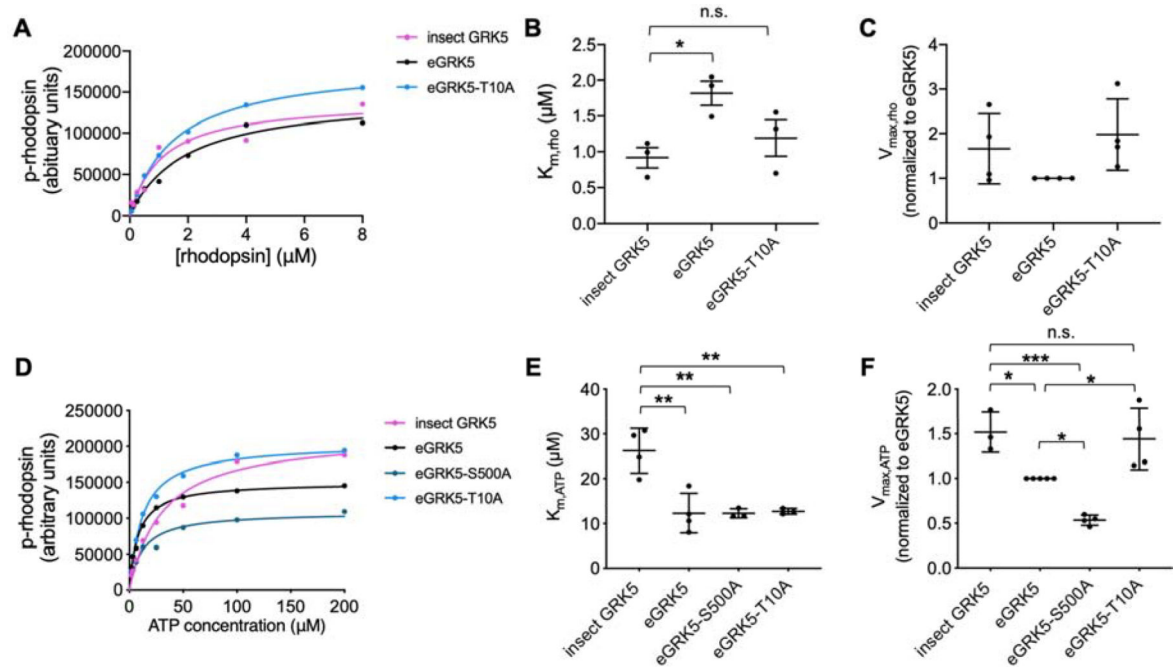 A
p-rhodopsin
(abituary units)
200000
150000
100000
50000
0
0 2 4 6 8
[rhodopsin] (μM)
insect GRK5
eGRK5
eGRK5-T10A
B
n.s.
*
Km,rho (μM)
2.5
2.0
1.5
1.0
0.5
0.0
insect GRK5
eGRK5
eGRK5-T10A
C
Vmax,rho
(normalized to eGRK5)
4
3
2
1
0
insect GRK5
eGRK5
eGRK5-T10A
D
p-rhodopsin
(arbitrary units)
250000
200000
150000
100000
50000
0
0 50 100 150 200
ATP concentration (μM)
insect GRK5
eGRK5
eGRK5-S500A
eGRK5-T10A
E
**
**
**
Km,ATP (μM)
40
30
20
10
0
insect GRK5
eGRK5
eGRK5-S500A
eGRK5-T10A
F
n.s.
***
* *
*
Vmax,ATP
(normalized to eGRK5)
2.0
1.5
1.0
0.5
0.0
insect GRK5
eGRK5
eGRK5-S500A
eGRK5-T10A